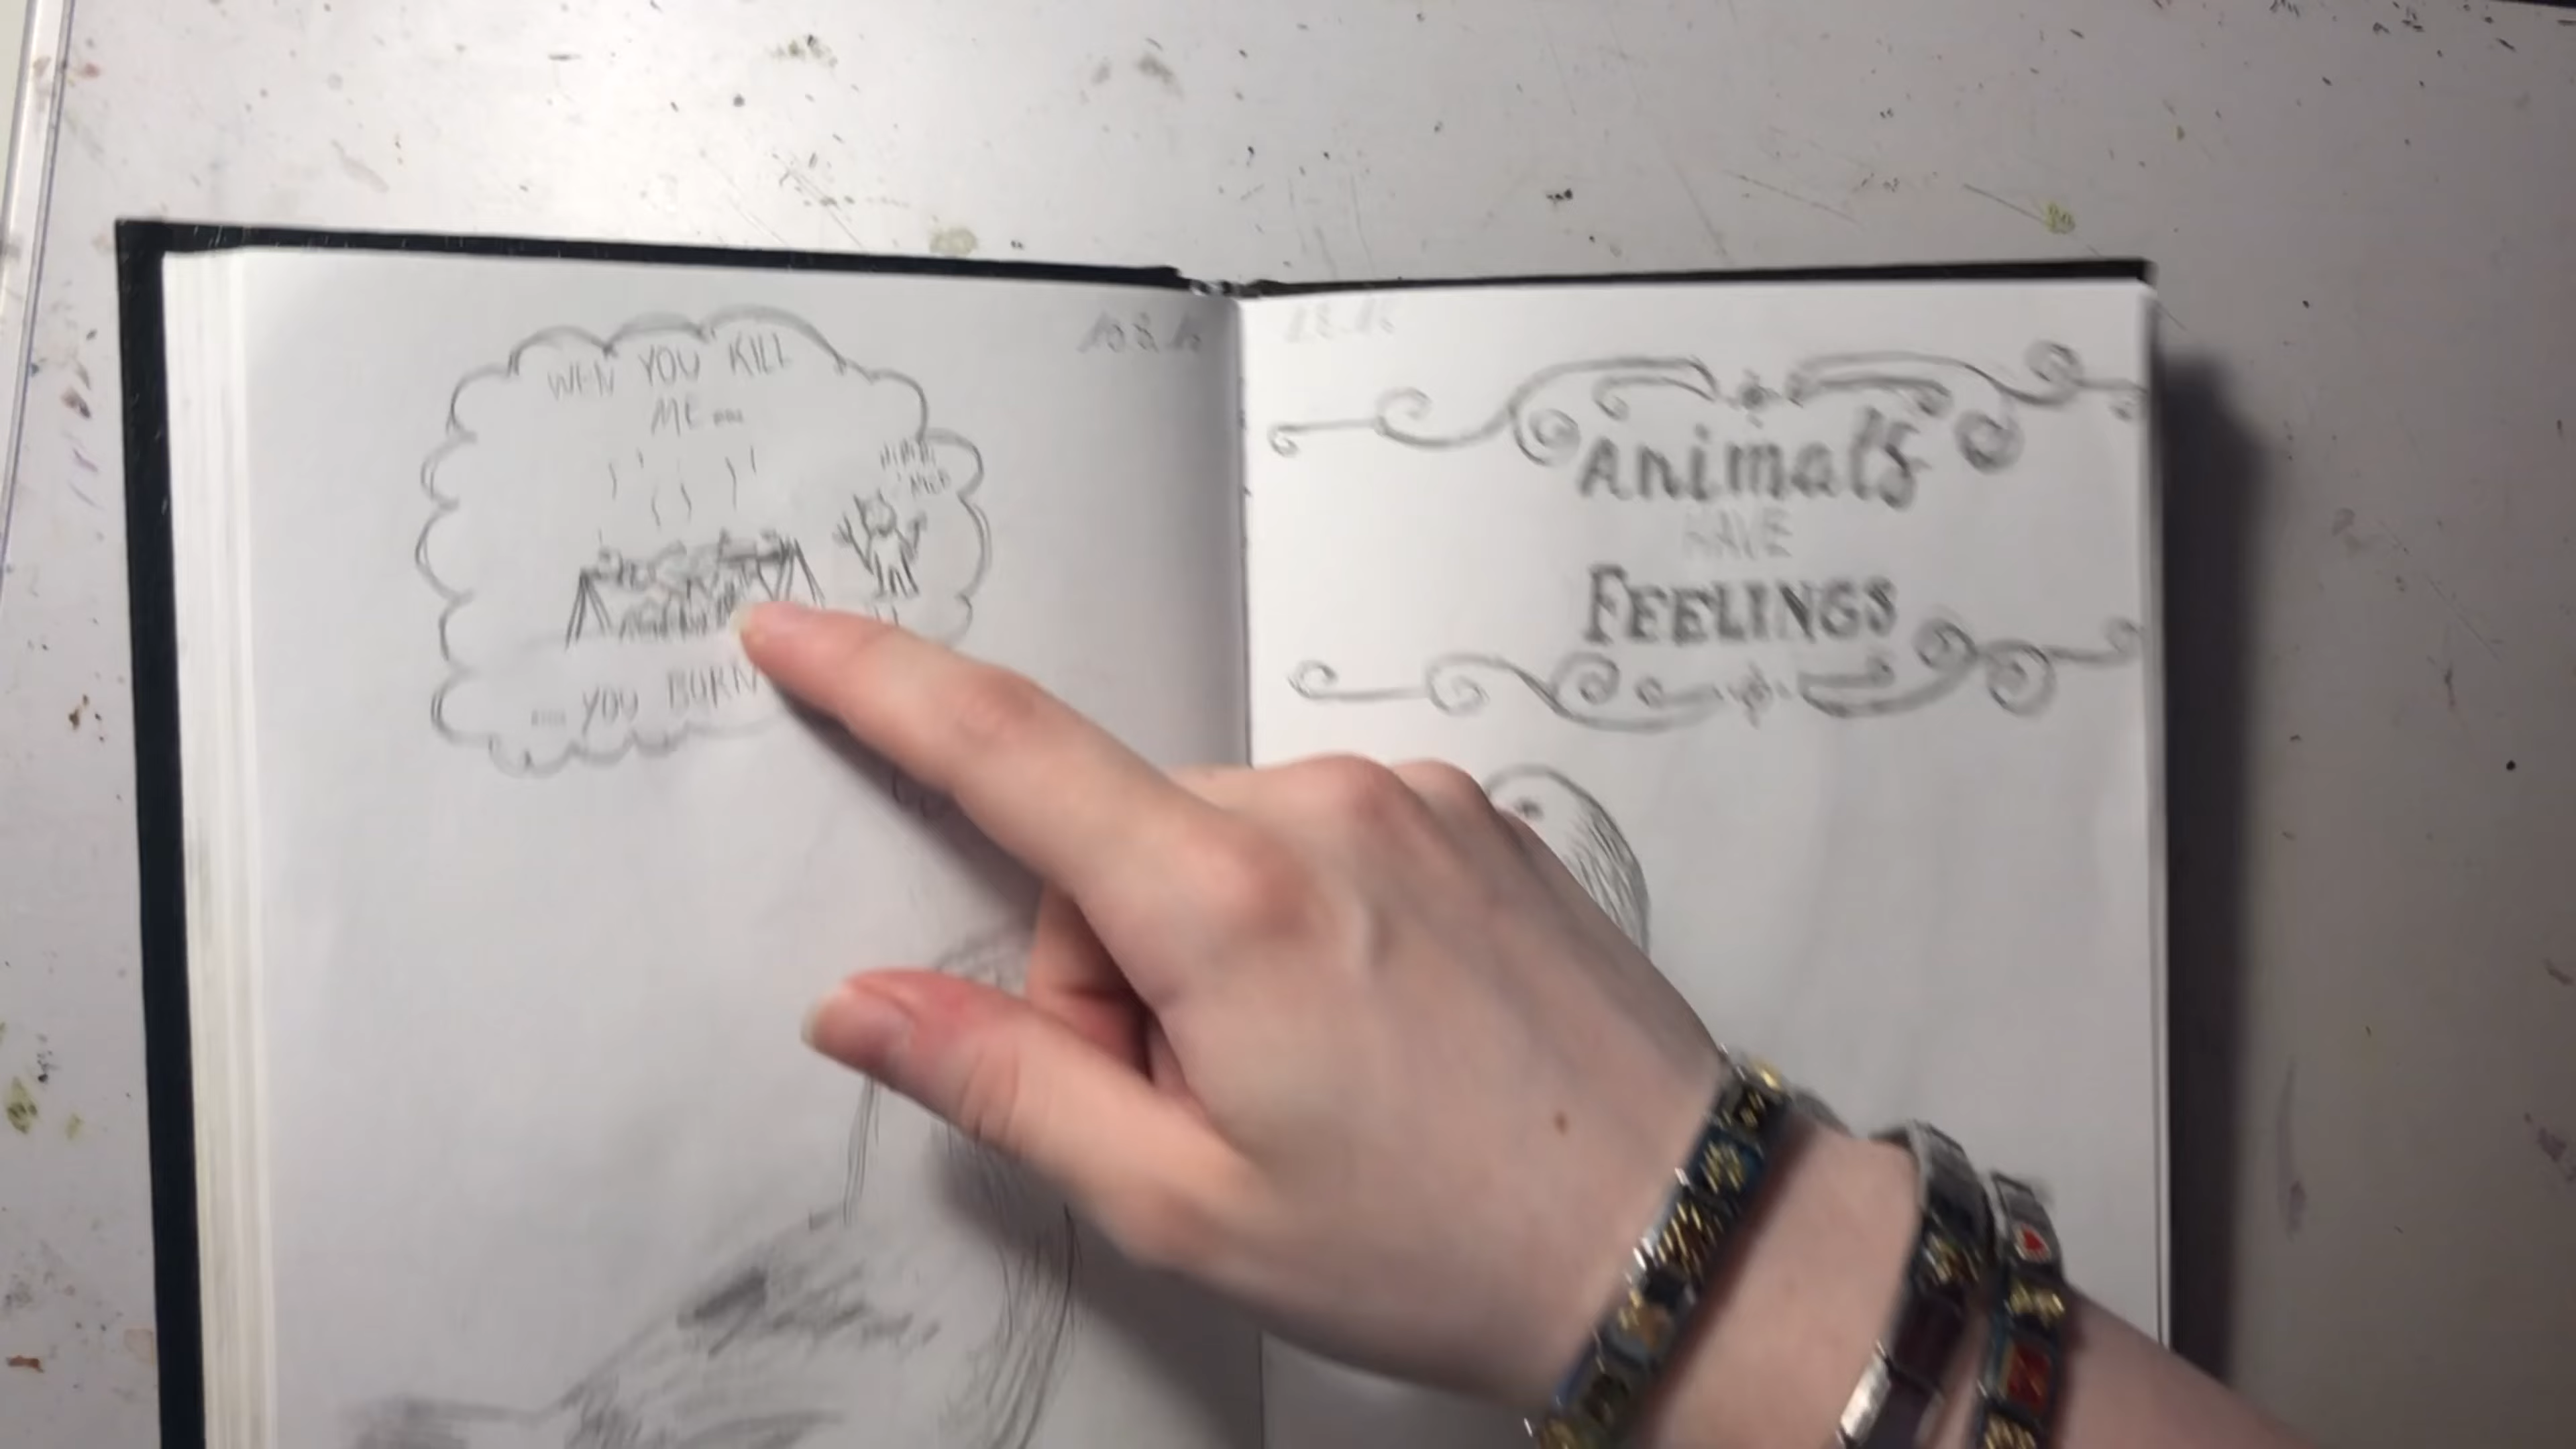 WEN YOU KILL
ME ...
.... YOU BURN
Animals
HAVE
FEELINGS